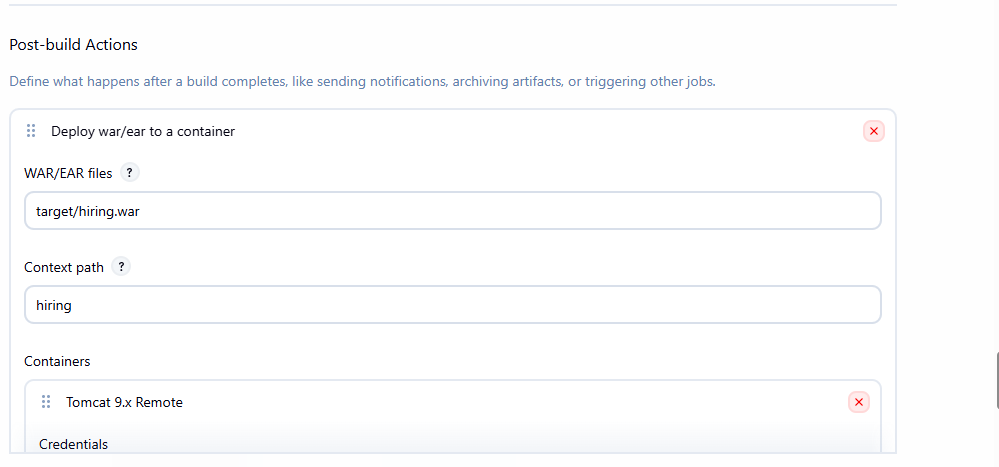 Post-build Actions
Define what happens after a build completes, like sending notifications, archiving artifacts, or triggering other jobs.
Deploy war/ear to a container
WAR/EAR files ?
target/hiring.war
Context path ?
hiring
Containers
Tomcat 9.x Remote
Credentials